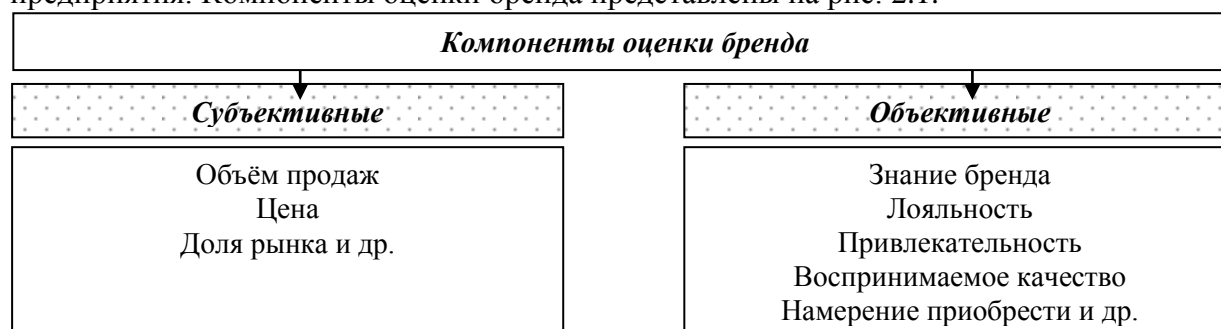 предприятия. Компоненты оценки бренда представлены на рис. 2.1.
Компоненты оценки бренда
Субъективные
Объективные
Объём продаж
Цена
Доля рынка и др.
Знание бренда
Лояльность
Привлекательность
Воспринимаемое качество
Намерение приобрести и др.